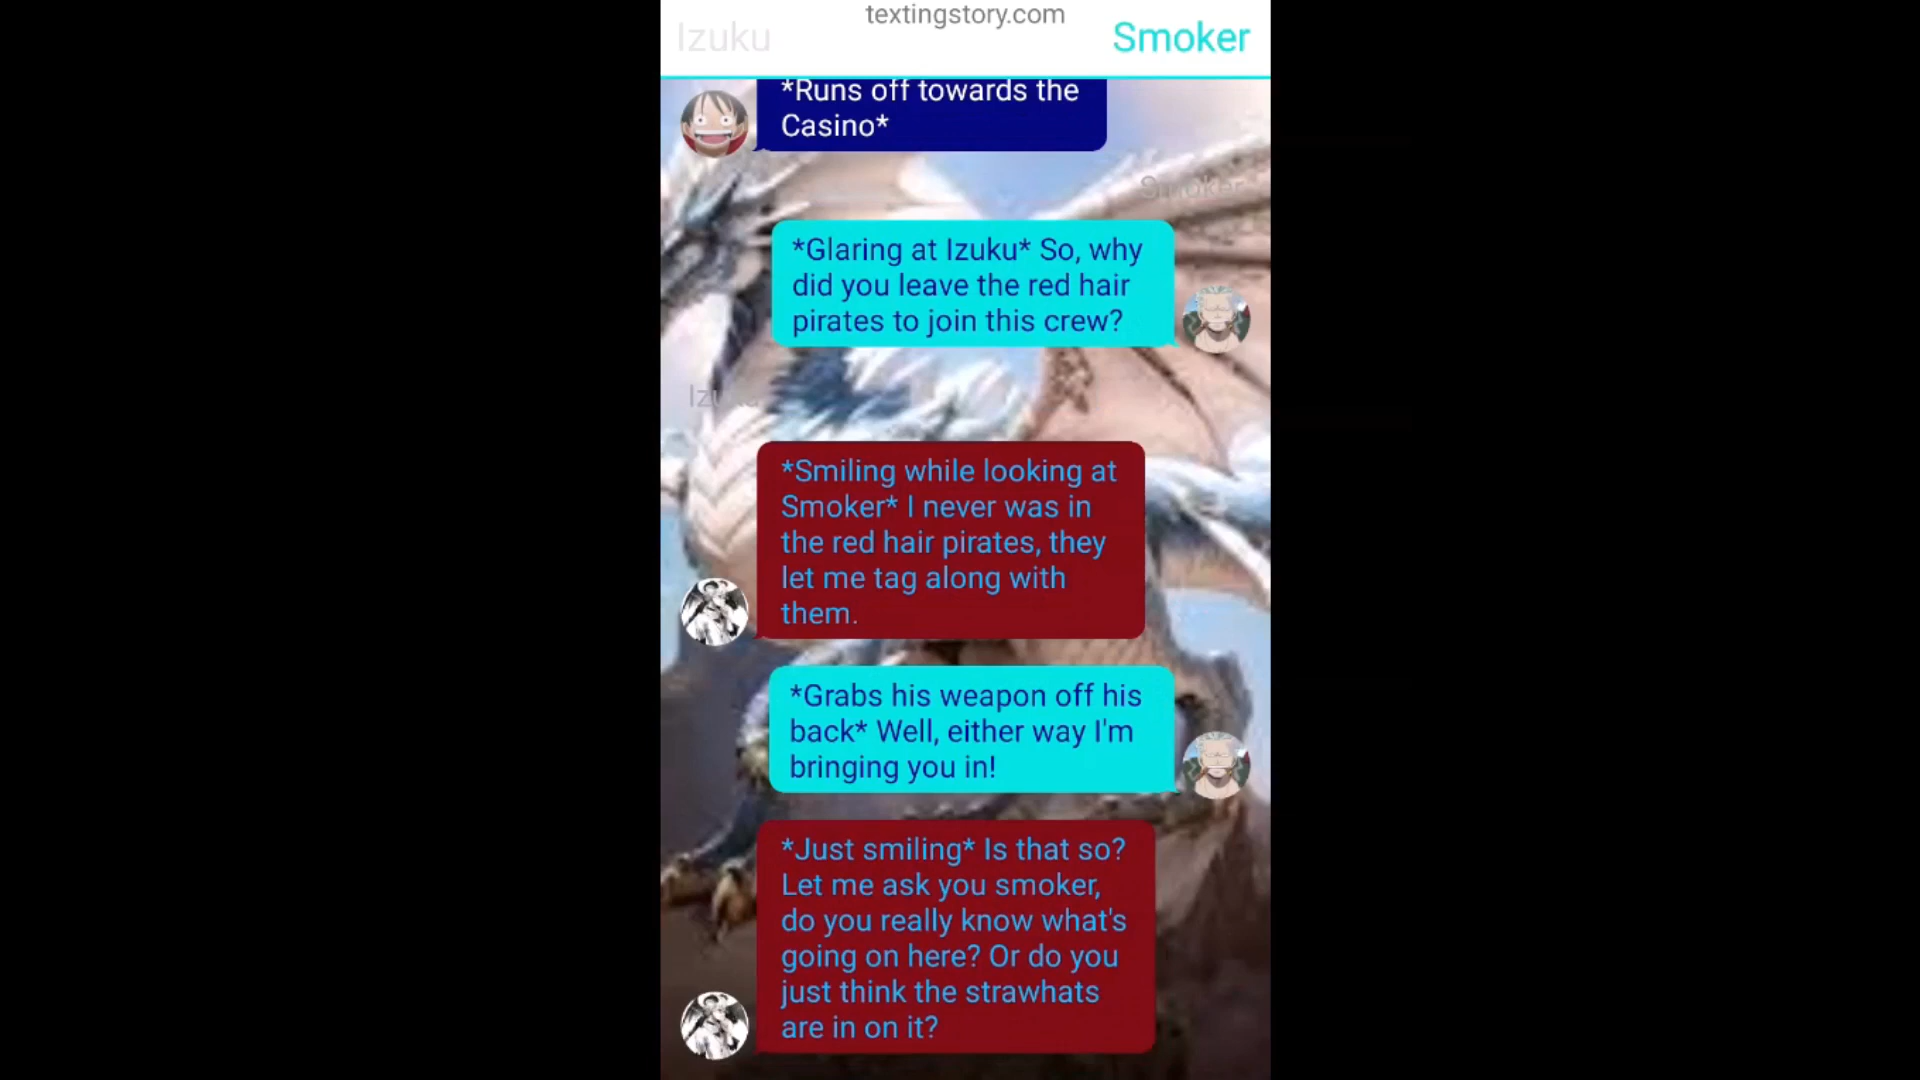 textingstory.com
Izuku
Smoker
*Runs off towards the
Casino*
Smoker
*Glaring at Izuku* So, why
did you leave the red hair
pirates to join this crew?
Izuku
*Smiling while looking at
Smoker* I never was in
the red hair pirates, they
let me tag along with
them.
*Grabs his weapon off his
back* Well, either way I'm
bringing you in!
*Just smiling* Is that so?
Let me ask you smoker,
do you really know what's
going on here? Or do you
just think the strawhats
are in on it?